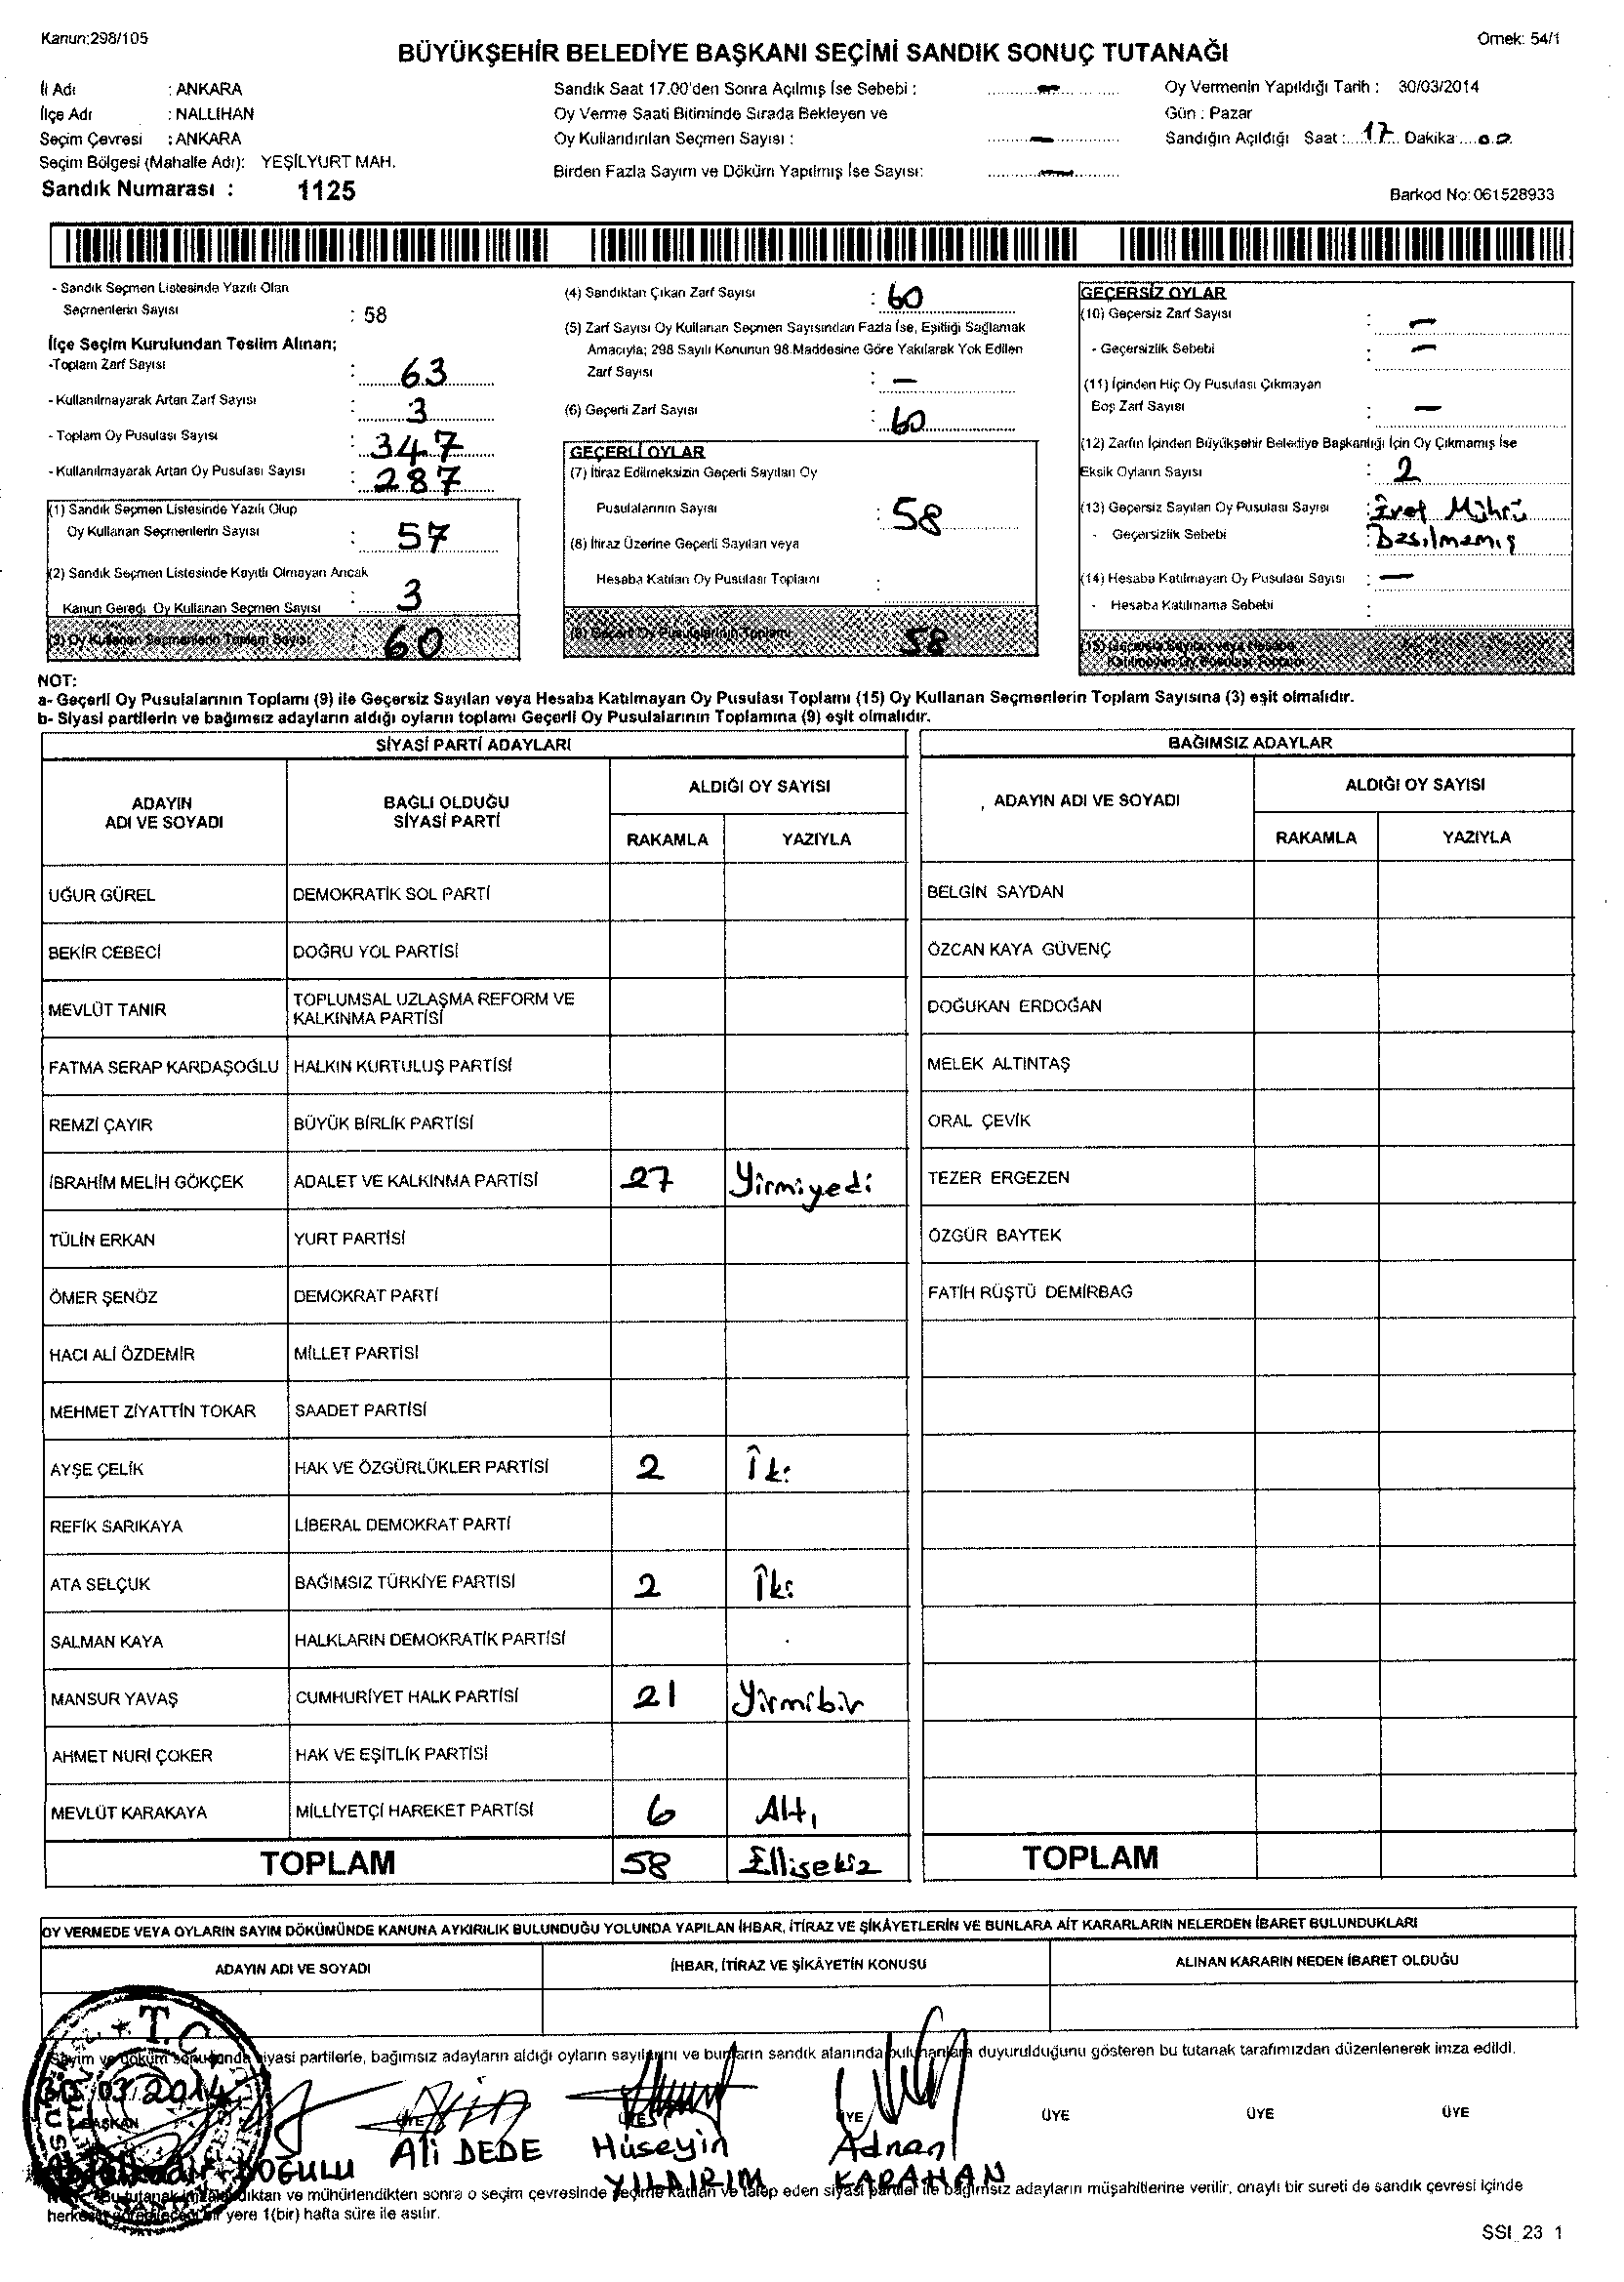 Kanun:298/105
Örnek: 54/1
BÜYÜKŞEHİR BELEDİYE BAŞKANI SEÇİMİ SANDIK SONUÇ TUTANAĞI
İl Adı : ANKARA
İlçe Adı : NALLIHAN
Seçim Çevresi : ANKARA
Seçim Bölgesi (Mahalle Adı): YEŞİLYURT MAH.
Sandık Numarası : 1125
Sandık Saat 17.00'den Sonra Açılmış İse Sebebi : —
Oy Verme Saati Bitiminde Sırada Bekleyen ve
Oy Kullandırılan Seçmen Sayısı : —
Birden Fazla Sayım ve Döküm Yapılmış İse Sayısı: —
Oy Vermenin Yapıldığı Tarih : 30/03/2014
Gün : Pazar
Sandığın Açıldığı Saat : 17 Dakika 00
Barkod No: 061528933
- Sandık Seçmen Listesinde Yazılı Olan
Seçmenlerin Sayısı : 58
İlçe Seçim Kurulundan Teslim Alınan;
-Toplam Zarf Sayısı : 63
- Kullanılmayarak Artan Zarf Sayısı : 3
- Toplam Oy Pusulası Sayısı : 347
- Kullanılmayarak Artan Oy Pusulası Sayısı : 287
(1) Sandık Seçmen Listesinde Yazılı Olup
Oy Kullanan Seçmenlerin Sayısı : 57
(2) Sandık Seçmen Listesinde Kayıtlı Olmayan Ancak
Kanun Gereği Oy Kullanan Seçmen Sayısı : 3
(3) Oy Kullanan Seçmenlerin Toplam Sayısı : 60
(4) Sandıktan Çıkan Zarf Sayısı : 60
(5) Zarf Sayısı Oy Kullanan Seçmen Sayısından Fazla İse, Eşitliği Sağlamak
Amacıyla; 298 Sayılı Kanunun 98.Maddesine Göre Yakılarak Yok Edilen
Zarf Sayısı : —
(6) Geçerli Zarf Sayısı : 60
GEÇERLİ OYLAR
(7) İtiraz Edilmeksizin Geçerli Sayılan Oy
Pusulalarının Sayısı : 58
(8) İtiraz Üzerine Geçerli Sayılan veya
Hesaba Katılan Oy Pusulası Toplamı :
(9) Geçerli Oy Pusulalarının Toplamı 58
GEÇERSİZ OYLAR
(10) Geçersiz Zarf Sayısı : —
- Geçersizlik Sebebi : —
(11) İçinden Hiç Oy Pusulası Çıkmayan
Boş Zarf Sayısı : —
(12) Zarfın İçinden Büyükşehir Belediye Başkanlığı İçin Oy Çıkmamış İse
Eksik Oyların Sayısı : 2
(13) Geçersiz Sayılan Oy Pusulası Sayısı : Evet Mührü
- Geçersizlik Sebebi : Basılmamış
(14) Hesaba Katılmayan Oy Pusulası Sayısı : —
- Hesaba Katılmama Sebebi :
(15) Geçersiz Sayılan veya Hesaba
Katılmayan Oy Pusulası Toplamı
NOT:
a- Geçerli Oy Pusulalarının Toplamı (9) ile Geçersiz Sayılan veya Hesaba Katılmayan Oy Pusulası Toplamı (15) Oy Kullanan Seçmenlerin Toplam Sayısına (3) eşit olmalıdır.
b- Siyasi partilerin ve bağımsız adayların aldığı oyların toplamı Geçerli Oy Pusulalarının Toplamına (9) eşit olmalıdır.
SİYASİ PARTİ ADAYLARI
ADAYIN ADI VE SOYADI
BAĞLI OLDUĞU SİYASİ PARTİ
ALDIĞI OY SAYISI
RAKAMLA YAZIYLA
UĞUR GÜREL DEMOKRATİK SOL PARTİ
BEKİR CEBECİ DOĞRU YOL PARTİSİ
MEVLÜT TANIR TOPLUMSAL UZLAŞMA REFORM VE
KALKINMA PARTİSİ
FATMA SERAP KARDAŞOĞLU HALKIN KURTULUŞ PARTİSİ
REMZİ ÇAYIR BÜYÜK BİRLİK PARTİSİ
İBRAHİM MELİH GÖKÇEK ADALET VE KALKINMA PARTİSİ 27 Yirmiyedi
TÜLİN ERKAN YURT PARTİSİ
ÖMER ŞENÖZ DEMOKRAT PARTİ
HACI ALİ ÖZDEMİR MİLLET PARTİSİ
MEHMET ZİYATTİN TOKAR SAADET PARTİSİ
AYŞE ÇELİK HAK VE ÖZGÜRLÜKLER PARTİSİ 2 İki
REFİK SARIKAYA LİBERAL DEMOKRAT PARTİ
ATA SELÇUK BAĞIMSIZ TÜRKİYE PARTİSİ 2 İki
SALMAN KAYA HALKLARIN DEMOKRATİK PARTİSİ
MANSUR YAVAŞ CUMHURİYET HALK PARTİSİ 21 Yirmibir
AHMET NURİ ÇOKER HAK VE EŞİTLİK PARTİSİ
MEVLÜT KARAKAYA MİLLİYETÇİ HAREKET PARTİSİ 6 Altı
TOPLAM 58 Ellisekiz
BAĞIMSIZ ADAYLAR
ADAYIN ADI VE SOYADI
ALDIĞI OY SAYISI
RAKAMLA YAZIYLA
BELGİN SAYDAN
ÖZCAN KAYA GÜVENÇ
DOĞUKAN ERDOĞAN
MELEK ALTINTAŞ
ORAL ÇEVİK
TEZER ERGEZEN
ÖZGÜR BAYTEK
FATİH RÜŞTÜ DEMİRBAĞ
TOPLAM
OY VERMEDE VEYA OYLARIN SAYIM DÖKÜMÜNDE KANUNA AYKIRILIK BULUNDUĞU YOLUNDA YAPILAN İHBAR, İTİRAZ VE ŞİKÂYETLERİN VE BUNLARA AİT KARARLARIN NELERDEN İBARET BULUNDUKLARI
ADAYIN ADI VE SOYADI
İHBAR, İTİRAZ VE ŞİKÂYETİN KONUSU
ALINAN KARARIN NEDEN İBARET OLDUĞU
T.C.
Sayım ve döküm sonucunda siyasi partilerle, bağımsız adayların aldığı oyların sayılarını ve bunların sandık alanında bulunanlara duyurulduğunu gösteren bu tutanak tarafımızdan düzenlenerek imza edildi.
30.03.2014
BAŞKAN ÜYE ÜYE ÜYE ÜYE ÜYE ÜYE
DOĞULU Ali DEDE Hüseyin YILDIRIM Adnan KARAHAN
Bu tutanak imzalandıktan ve mühürlendikten sonra o seçim çevresinde seçime katılan ve talep eden siyasi partiler ile bağımsız adayların müşahitlerine verilir, onaylı bir sureti de sandık çevresi içinde
herkesin görebileceği bir yere 1(bir) hafta süre ile asılır.
SSI_23 1